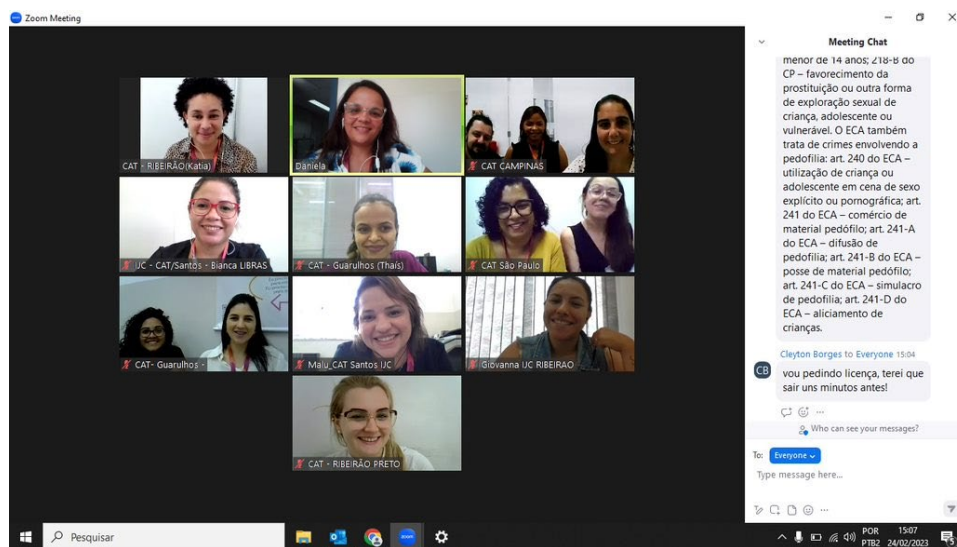 Zoom Meeting
CAT - RIBEIRÃO(Katia)
Daniela
CAT CAMPINAS
IJC - CAT/Santos - Bianca LIBRAS
CAT - Guarulhos (Thaís)
CAT São Paulo
CAT- Guarulhos -
Malu_CAT Santos IJC
Giovanna IJC RIBEIRAO
CAT - RIBEIRÃO PRETO
Meeting Chat
menor de 14 anos; 218-B do
CP – favorecimento da
prostituição ou outra forma
de exploração sexual de
criança, adolescente ou
vulnerável. O ECA também
trata de crimes envolvendo a
pedofilia: art. 240 do ECA –
utilização de criança ou
adolescente em cena de sexo
explícito ou pornográfica; art.
241 do ECA – comércio de
material pedófilo; art. 241-A
do ECA – difusão de
pedofilia; art. 241-B do ECA –
posse de material pedófilo;
art. 241-C do ECA – simulacro
de pedofilia; art. 241-D do
ECA – aliciamento de
crianças.
Cleyton Borges to Everyone 15:04
CB
vou pedindo licença, terei que
sair uns minutos antes!
Who can see your messages?
To: Everyone
Type message here...
Pesquisar
zoom
POR 15:07
PTB2 24/02/2023
5